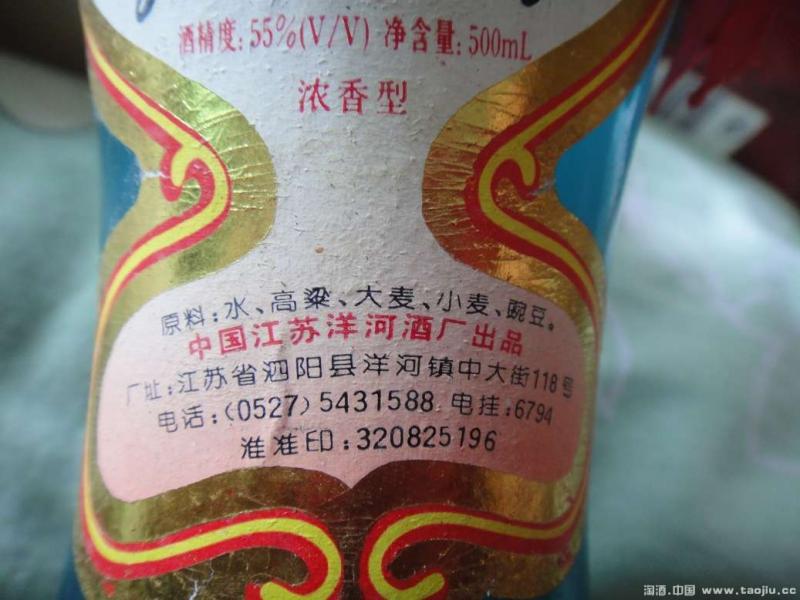 酒精度: 55%(V/V) 净含量: 500mL
浓香型
原料:水、高粱、大麦、小麦、豌豆。
中国江苏洋河酒厂出品
厂址:江苏省泗阳县洋河镇中大街118号
电话:(0527)5431588 电挂:6794
准准印:320825196
淘酒.中国 www.taojiu.cc